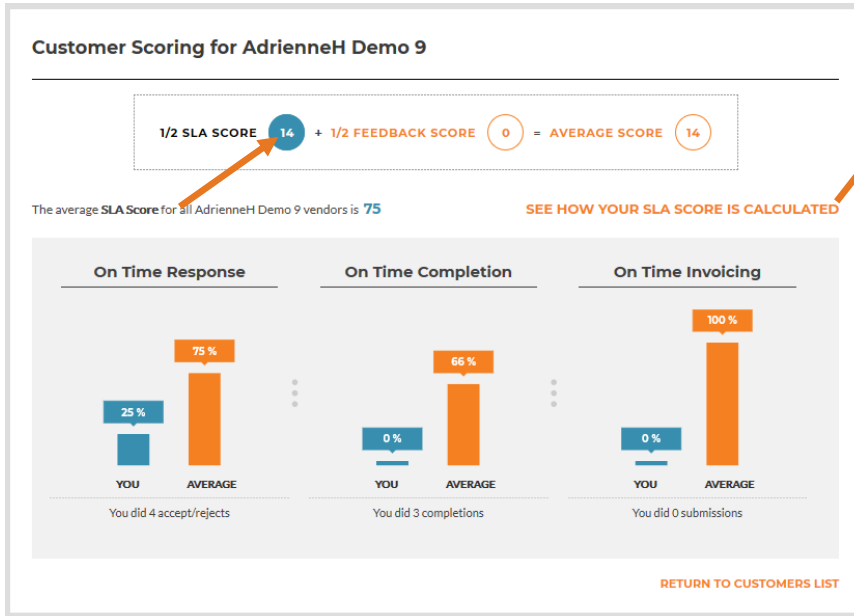 Customer Scoring for AdrienneH Demo 9
1/2 SLA SCORE 14 + 1/2 FEEDBACK SCORE 0 = AVERAGE SCORE 14
The average SLA Score for all AdrienneH Demo 9 vendors is 75
SEE HOW YOUR SLA SCORE IS CALCULATED
On Time Response
25 %
75 %
YOU
AVERAGE
You did 4 accept/rejects
On Time Completion
0 %
66 %
YOU
AVERAGE
You did 3 completions
On Time Invoicing
0 %
100 %
YOU
AVERAGE
You did 0 submissions
RETURN TO CUSTOMERS LIST